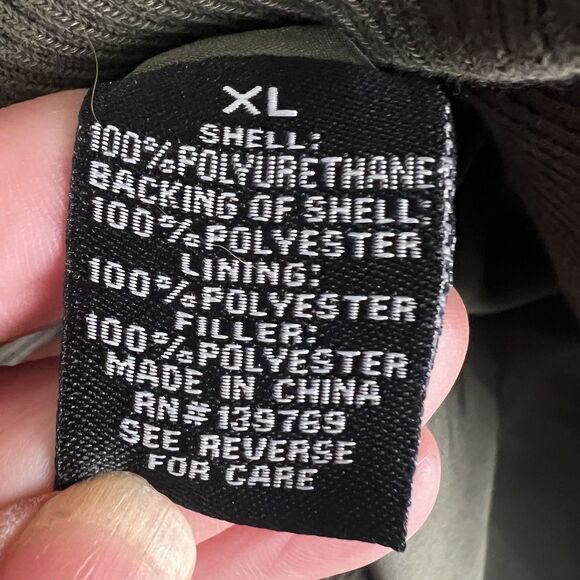 XL
SHELL:
100%POLYURETHANE
BACKING OF SHELL:
100%POLYESTER
LINING:
100%POLYESTER
FILLER:
100%POLYESTER
MADE IN CHINA
RN#139769
SEE REVERSE
FOR CARE